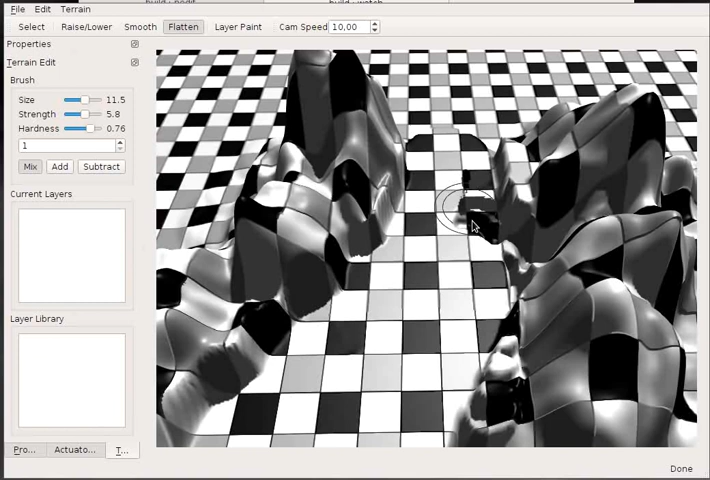 File Edit Terrain
Select Raise/Lower Smooth Flatten Layer Paint Cam Speed 10.00
Properties
Terrain Edit
Brush
Size 11.5
Strength 5.8
Hardness 0.76
1
Mix Add Subtract
Current Layers
Layer Library
Pro... Actuato... T...
Done